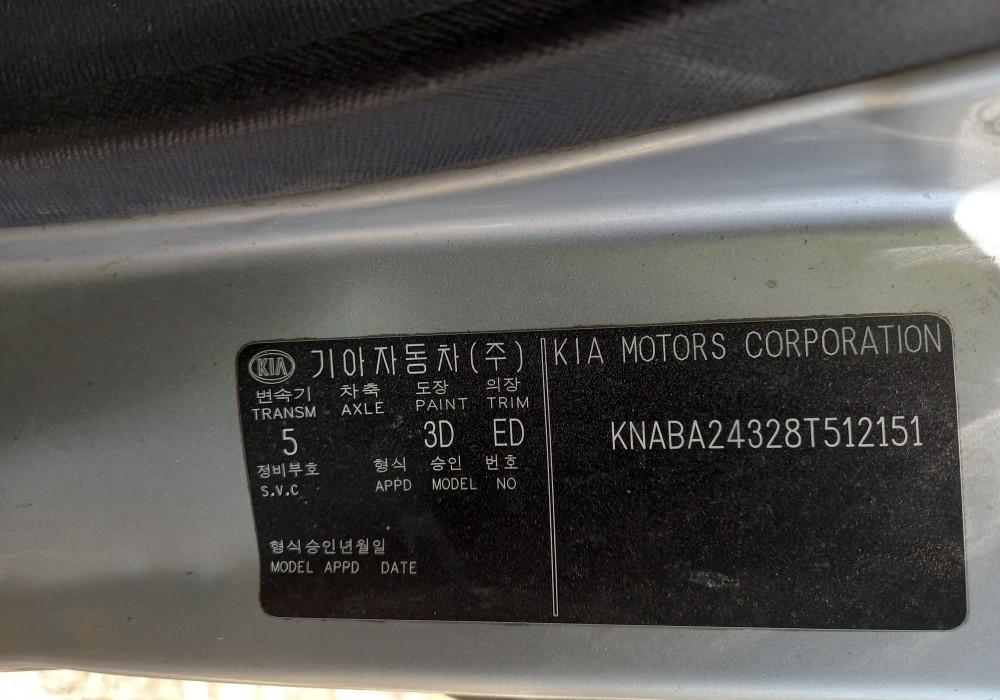 KIA 기아자동차(주)
변속기 차축 도장 의장
TRANSM AXLE PAINT TRIM
5 3D ED
정비부호 형식 승인 번호
S.V.C APPD MODEL NO
형식승인년월일
MODEL APPD DATE
KIA MOTORS CORPORATION
KNABA24328T512151